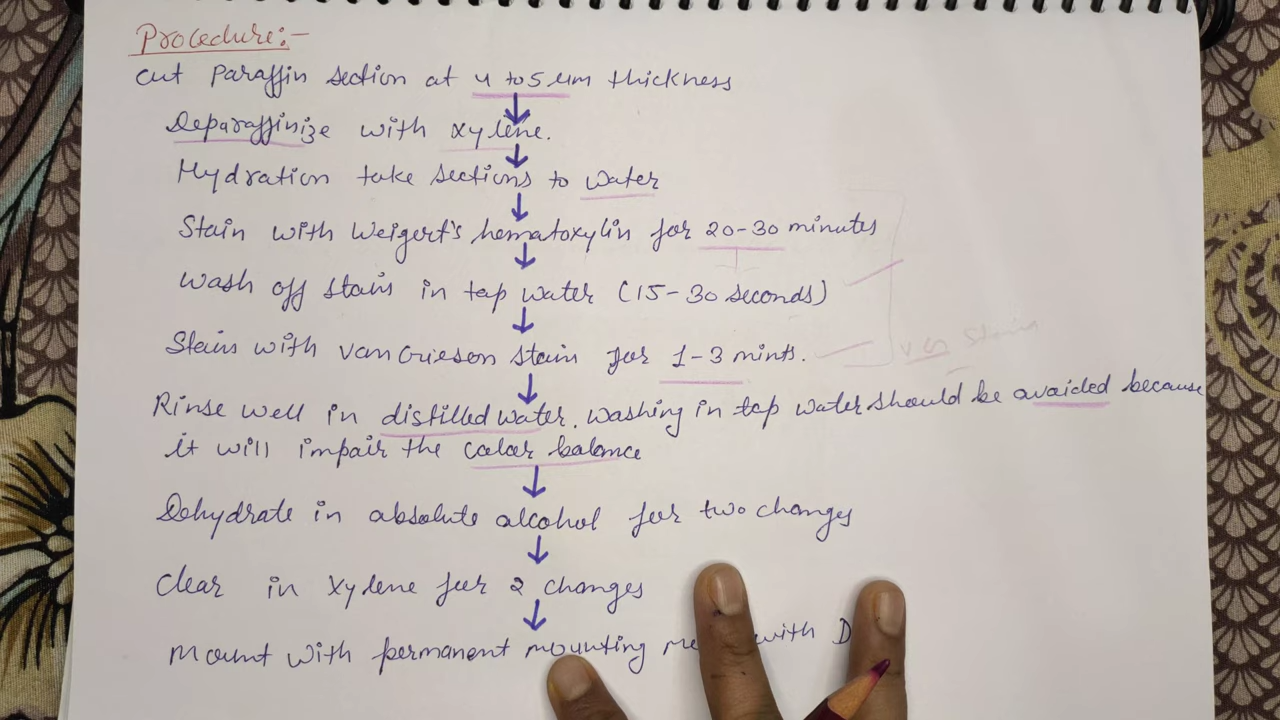 Procedure:-
Cut Paraffin section at 4 to 5 µm thickness
Deparaffinize with xylene.
Hydration take sections to water
Stain with Weigert's hematoxylin for 20-30 minutes
Wash off stain in tap water (15-30 seconds)
Stain with van Grieson stain for 1-3 mints.
Rinse well in distilled water. washing in tap water should be avoided because
it will impair the color balance
Dehydrate in absolute alcohol for two changes
Clear in xylene for 2 changes
Mount with permanent mounting with